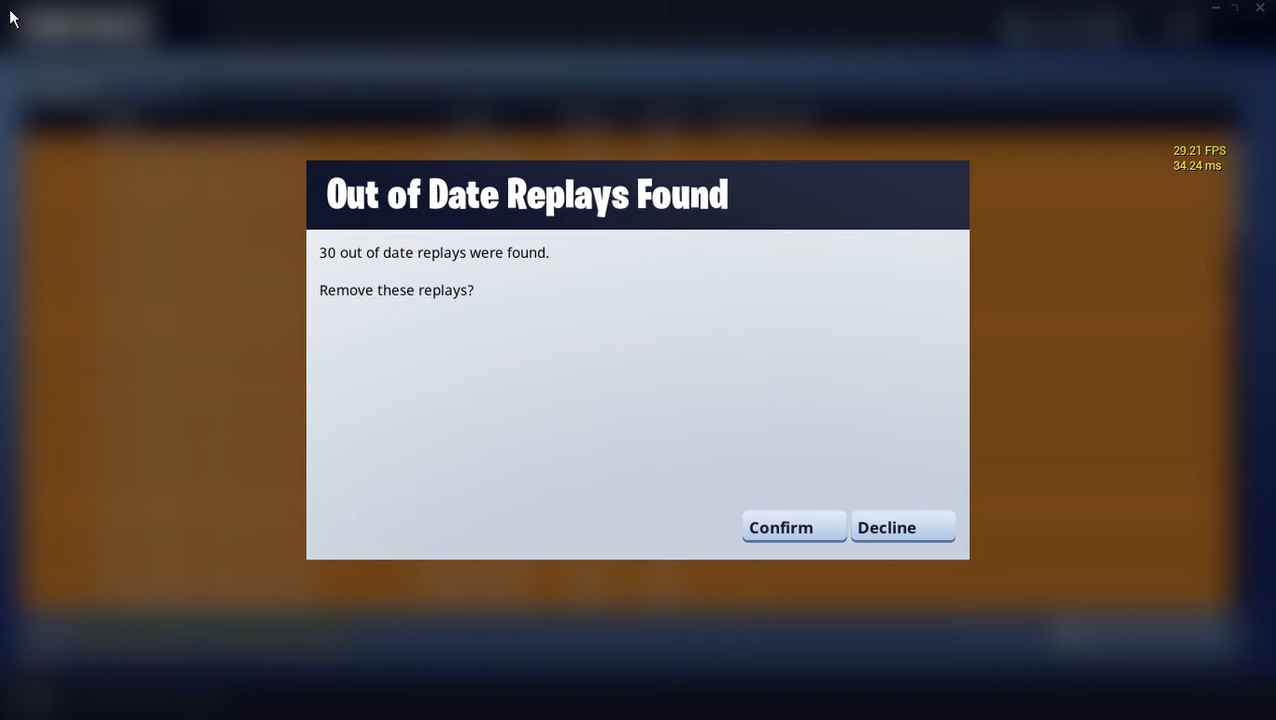 29.21 FPS
34.24 ms
Out of Date Replays Found
30 out of date replays were found.
Remove these replays?
Confirm
Decline